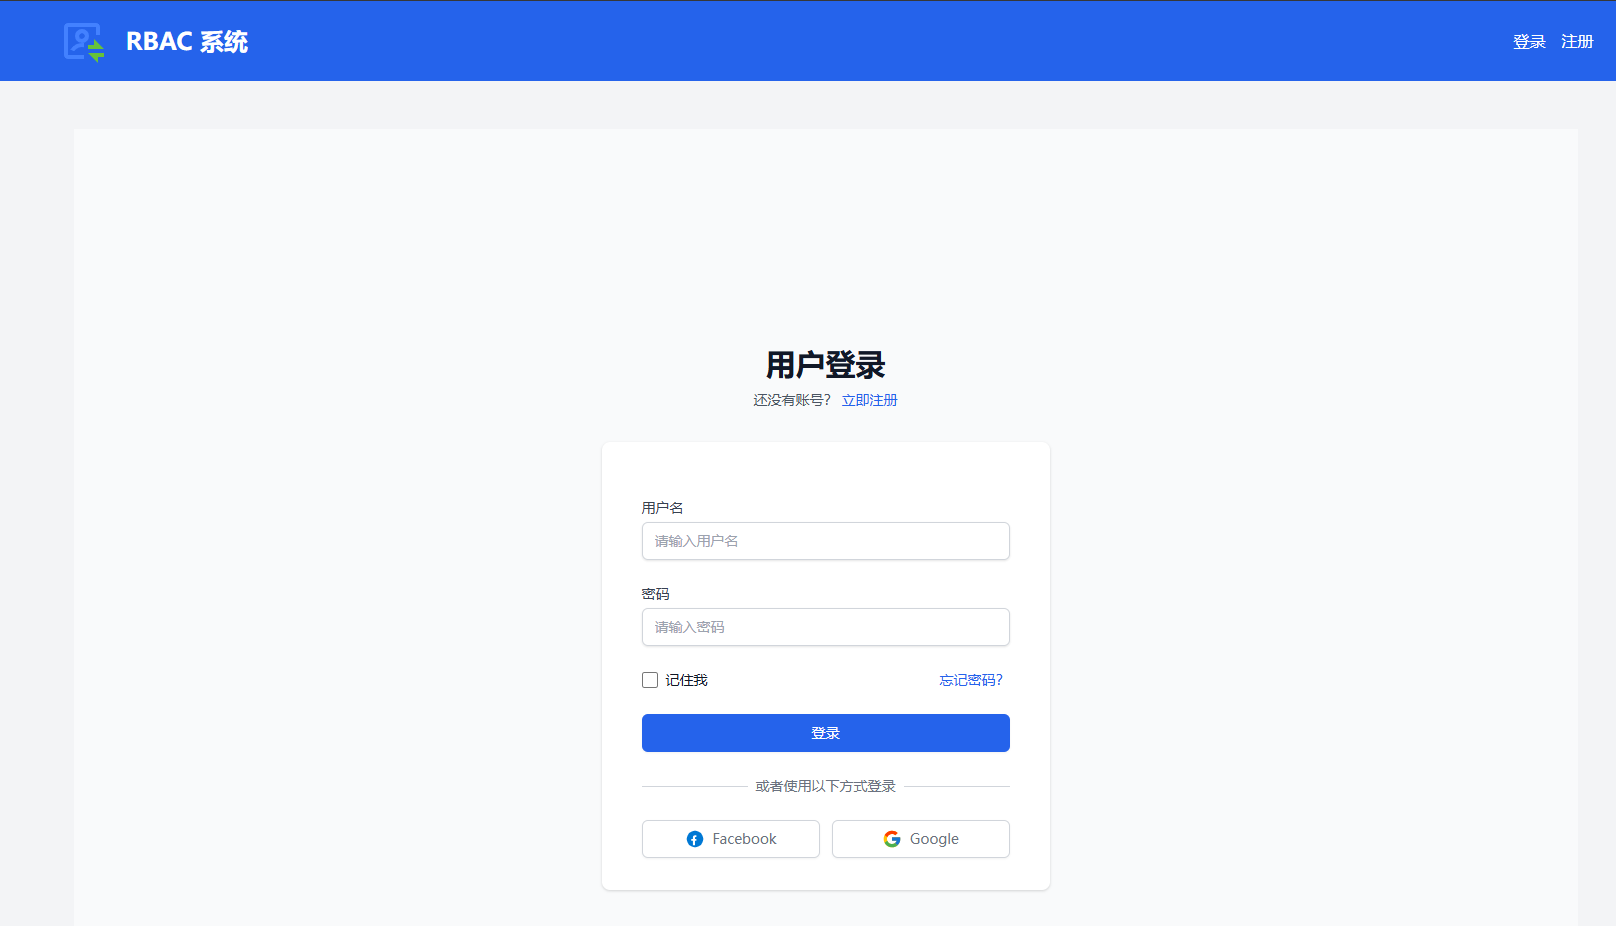 RBAC 系统
登录 注册
用户登录
还没有账号? 立即注册
用户名
请输入用户名
密码
请输入密码
记住我 忘记密码?
登录
或者使用以下方式登录
Facebook Google